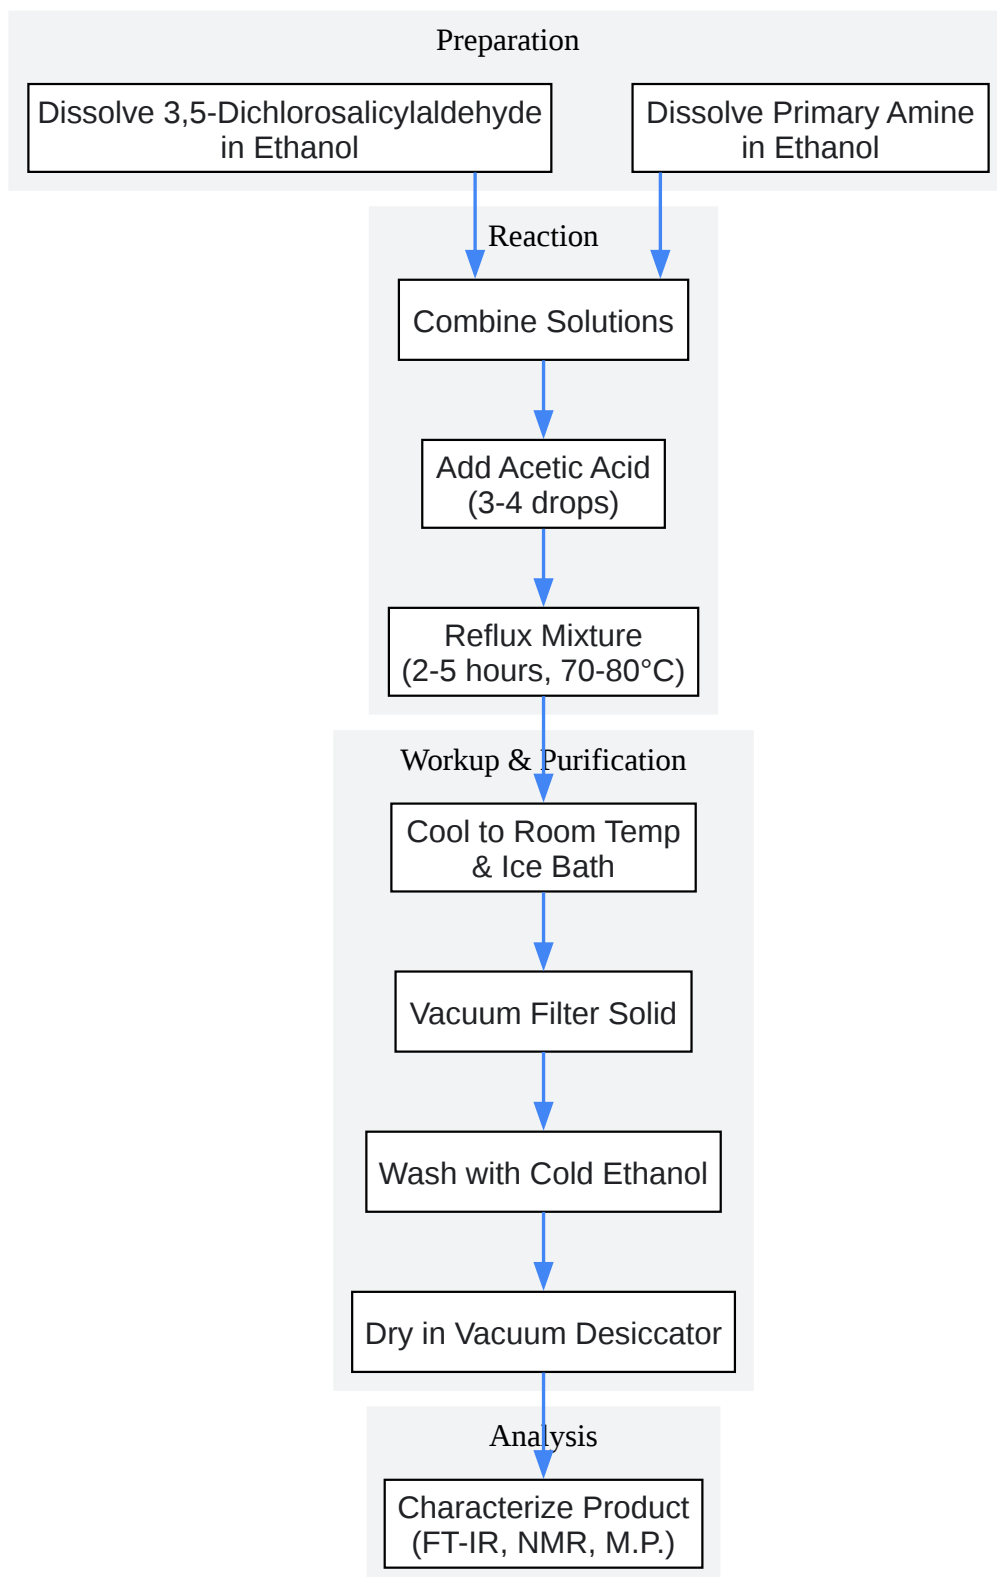 Preparation
Dissolve 3,5-Dichlorosalicylaldehyde
in Ethanol
Dissolve Primary Amine
in Ethanol
Reaction
Combine Solutions
Add Acetic Acid
(3-4 drops)
Reflux Mixture
(2-5 hours, 70-80°C)
Workup & Purification
Cool to Room Temp
& Ice Bath
Vacuum Filter Solid
Wash with Cold Ethanol
Dry in Vacuum Desiccator
Analysis
Characterize Product
(FT-IR, NMR, M.P.)